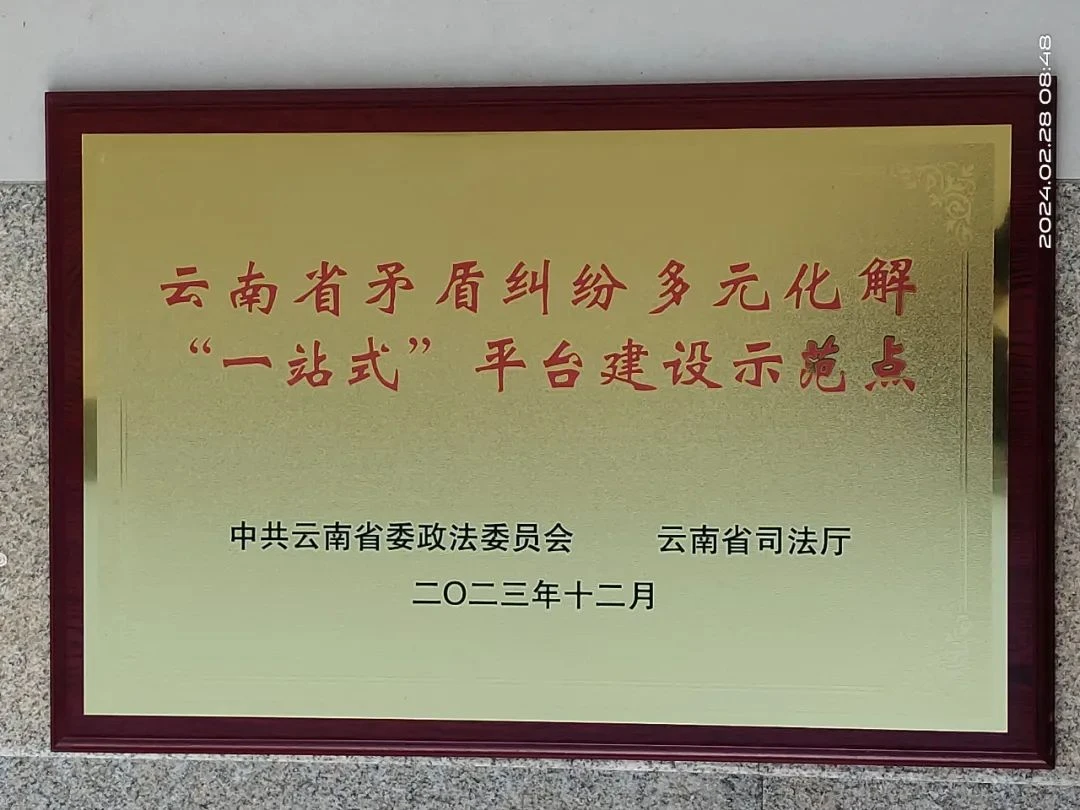 云南省矛盾纠纷多元化解
“一站式”平台建设示范点
中共云南省委政法委员会 云南省司法厅
二〇二三年十二月
2024.02.28 08:48